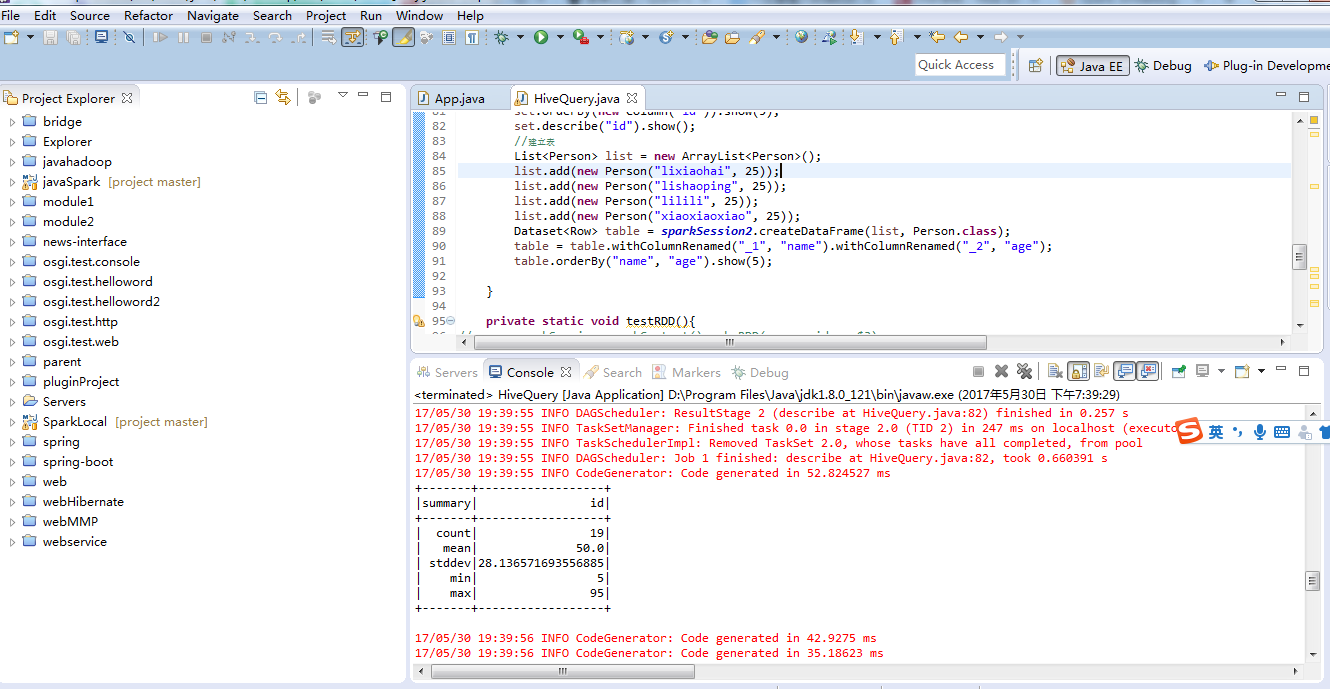 File Edit Source Refactor Navigate Search Project Run Window Help
Quick Access
Java EE
Debug
Plug-in Developme
Project Explorer
bridge
Explorer
javahadoop
javaSpark [project master]
module1
module2
news-interface
osgi.test.console
osgi.test.helloword
osgi.test.helloword2
osgi.test.http
osgi.test.web
parent
pluginProject
Servers
SparkLocal [project master]
spring
spring-boot
web
webHibernate
webMMP
webservice
App.java
HiveQuery.java
81 set.orderBy(new Column("id")).show(5);
82 set.describe("id").show();
83 //建立表
84 List<Person> list = new ArrayList<Person>();
85 list.add(new Person("lixiaohai", 25));
86 list.add(new Person("lishaoping", 25));
87 list.add(new Person("lilili", 25));
88 list.add(new Person("xiaoxiaoxiao", 25));
89 Dataset<Row> table = sparkSession2.createDataFrame(list, Person.class);
90 table = table.withColumnRenamed("_1", "name").withColumnRenamed("_2", "age");
91 table.orderBy("name", "age").show(5);
92
93 }
94
95 private static void testRDD(){
Servers
Console
Search
Markers
Debug
<terminated> HiveQuery [Java Application] D:\Program Files\Java\jdk1.8.0_121\bin\javaw.exe (2017年5月30日 下午7:39:29)
17/05/30 19:39:55 INFO DAGScheduler: ResultStage 2 (describe at HiveQuery.java:82) finished in 0.257 s
17/05/30 19:39:55 INFO TaskSetManager: Finished task 0.0 in stage 2.0 (TID 2) in 247 ms on localhost (executo
17/05/30 19:39:55 INFO TaskSchedulerImpl: Removed TaskSet 2.0, whose tasks have all completed, from pool
17/05/30 19:39:55 INFO DAGScheduler: Job 1 finished: describe at HiveQuery.java:82, took 0.660391 s
17/05/30 19:39:55 INFO CodeGenerator: Code generated in 52.824527 ms
+-------+------------------+
|summary| id|
+-------+------------------+
| count| 19|
| mean| 50.0|
| stddev|28.136571693556885|
| min| 5|
| max| 95|
+-------+------------------+
17/05/30 19:39:56 INFO CodeGenerator: Code generated in 42.9275 ms
17/05/30 19:39:56 INFO CodeGenerator: Code generated in 35.18623 ms
英